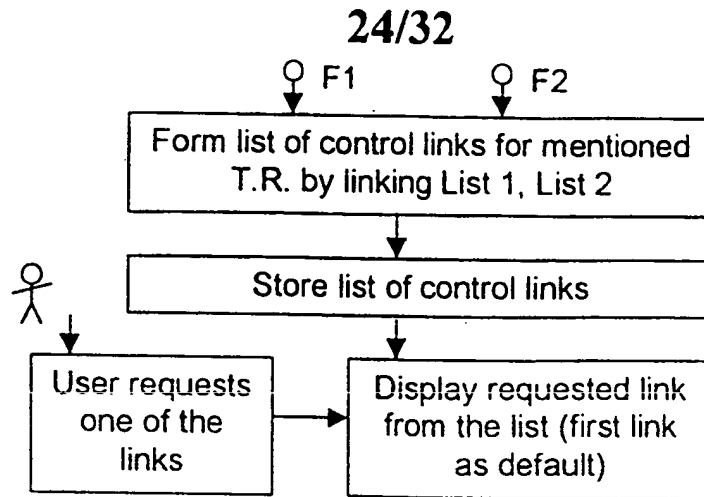 24/32
F1
F2
Form list of control links for mentioned
T.R. by linking List 1, List 2
Store list of control links
User requests
one of the
links
Display requested link
from the list (first link
as default)